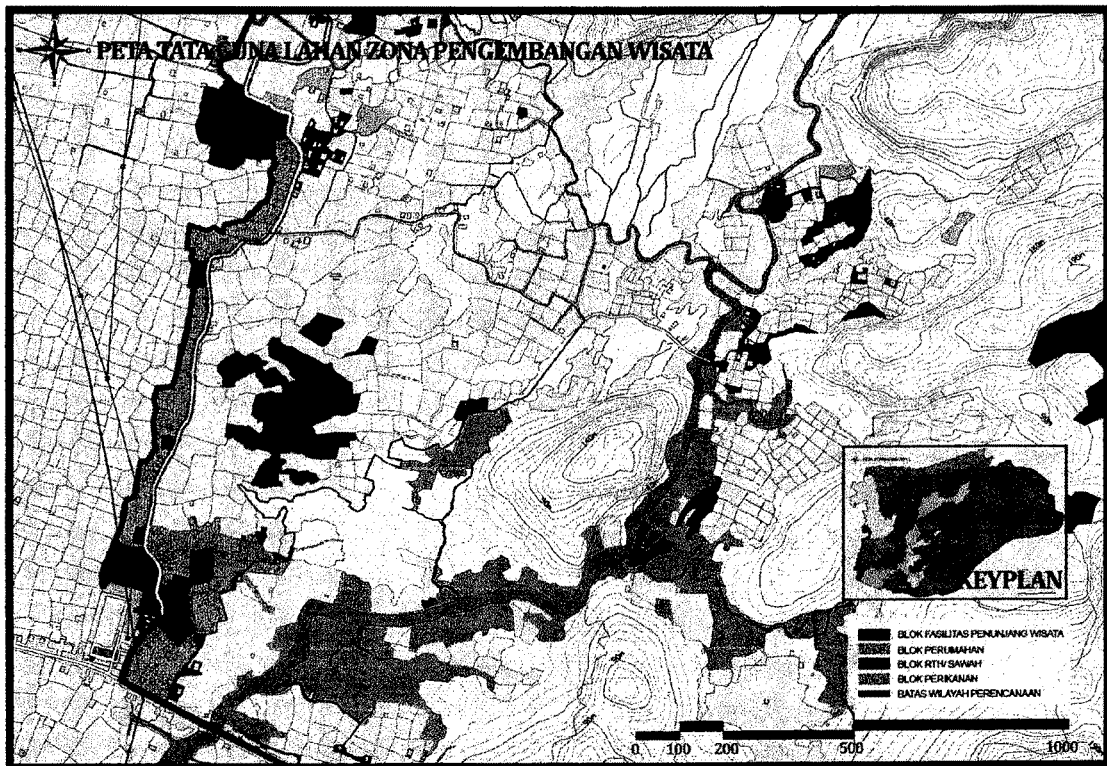 PETA TATA GUNA LAHAN ZONA PENGEMBANGAN WISATA
KEYPLAN
BLOK FASILITAS PENUNJANG WISATA
BLOK PERUMAHAN
BLOK RTH/ SAWAH
BLOK PERIKANAN
BATAS WILAYAH PERENCANAAN
0 100 200 500 1000